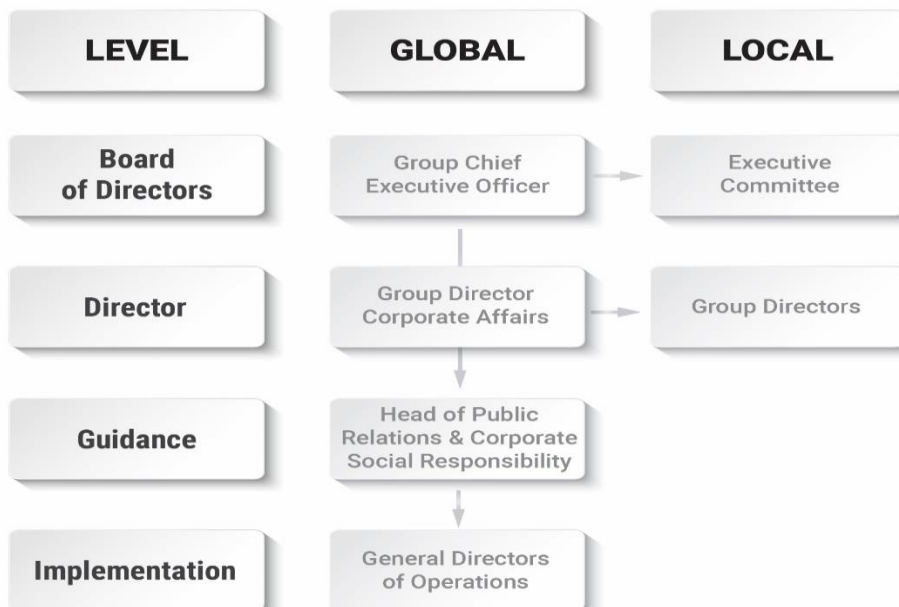 LEVEL
GLOBAL
LOCAL
Board
of Directors
Group Chief
Executive Officer
Executive
Committee
Director
Group Director
Corporate Affairs
Group Directors
Guidance
Head of Public
Relations & Corporate
Social Responsibility
Implementation
General Directors
of Operations